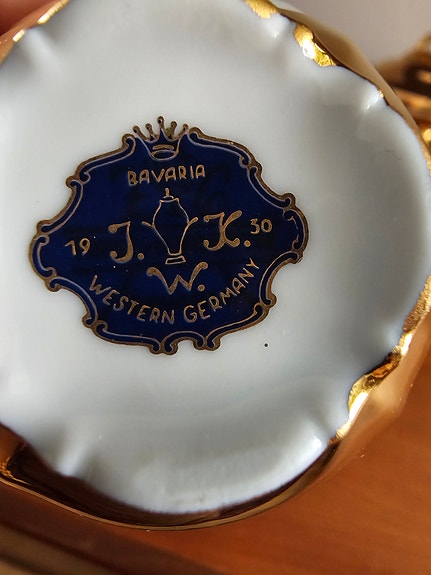 BAVARIA
19 J. K. 30
W.
WESTERN GERMANY